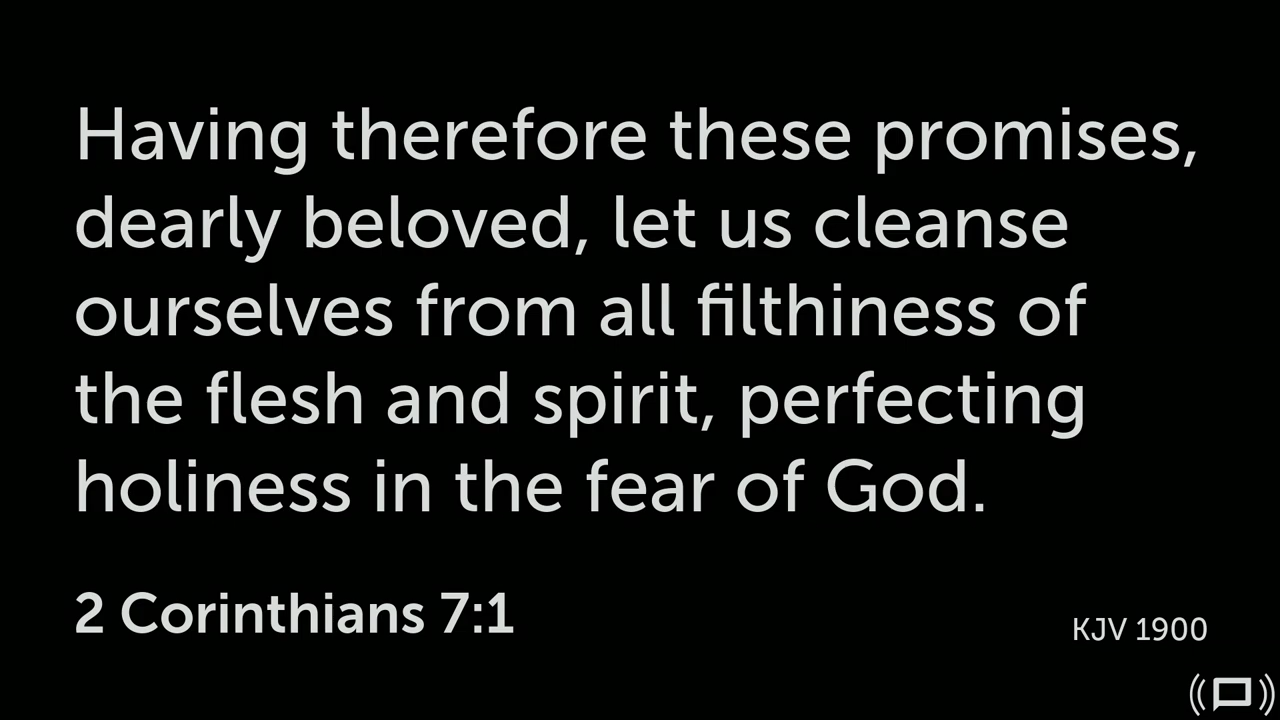 Having therefore these promises,
dearly beloved, let us cleanse
ourselves from all filthiness of
the flesh and spirit, perfecting
holiness in the fear of God.
2 Corinthians 7:1
KJV 1900